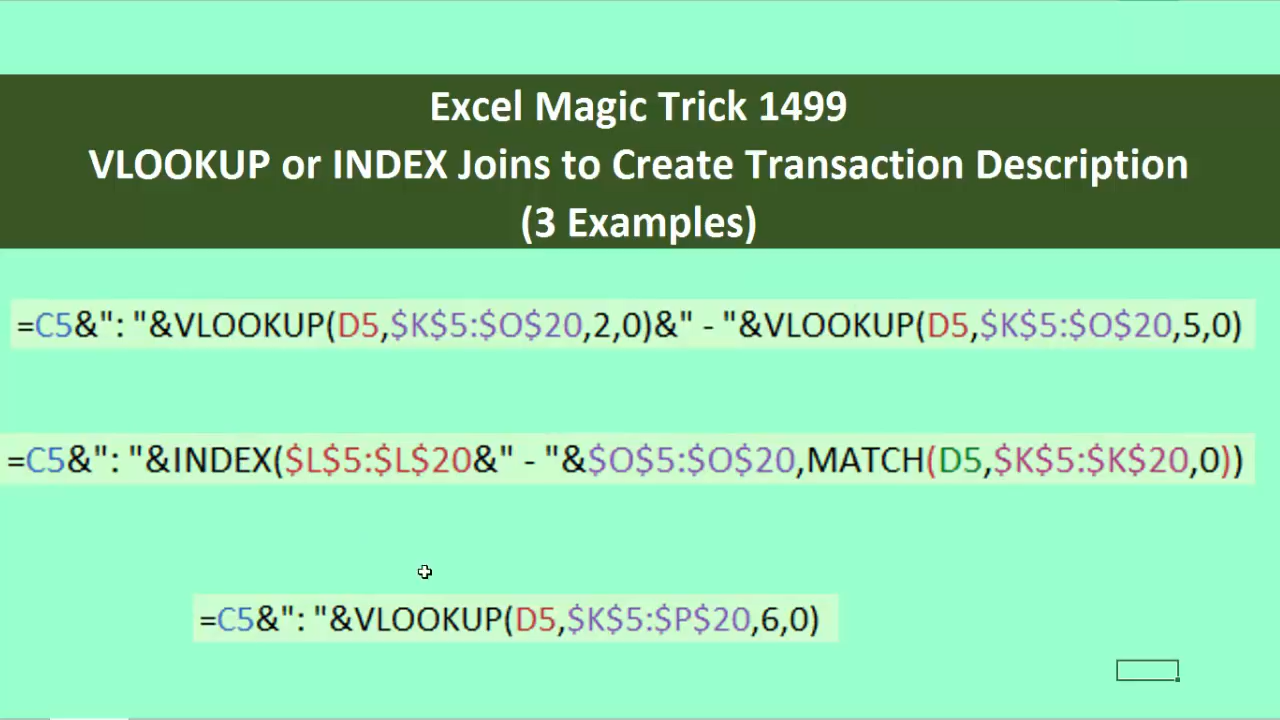 Excel Magic Trick 1499
VLOOKUP or INDEX Joins to Create Transaction Description
(3 Examples)
=C5&": "&VLOOKUP(D5,$K$5:$O$20,2,0)&" - "&VLOOKUP(D5,$K$5:$O$20,5,0)
=C5&": "&INDEX($L$5:$L$20&" - "&$O$5:$O$20,MATCH(D5,$K$5:$K$20,0))
=C5&": "&VLOOKUP(D5,$K$5:$P$20,6,0)